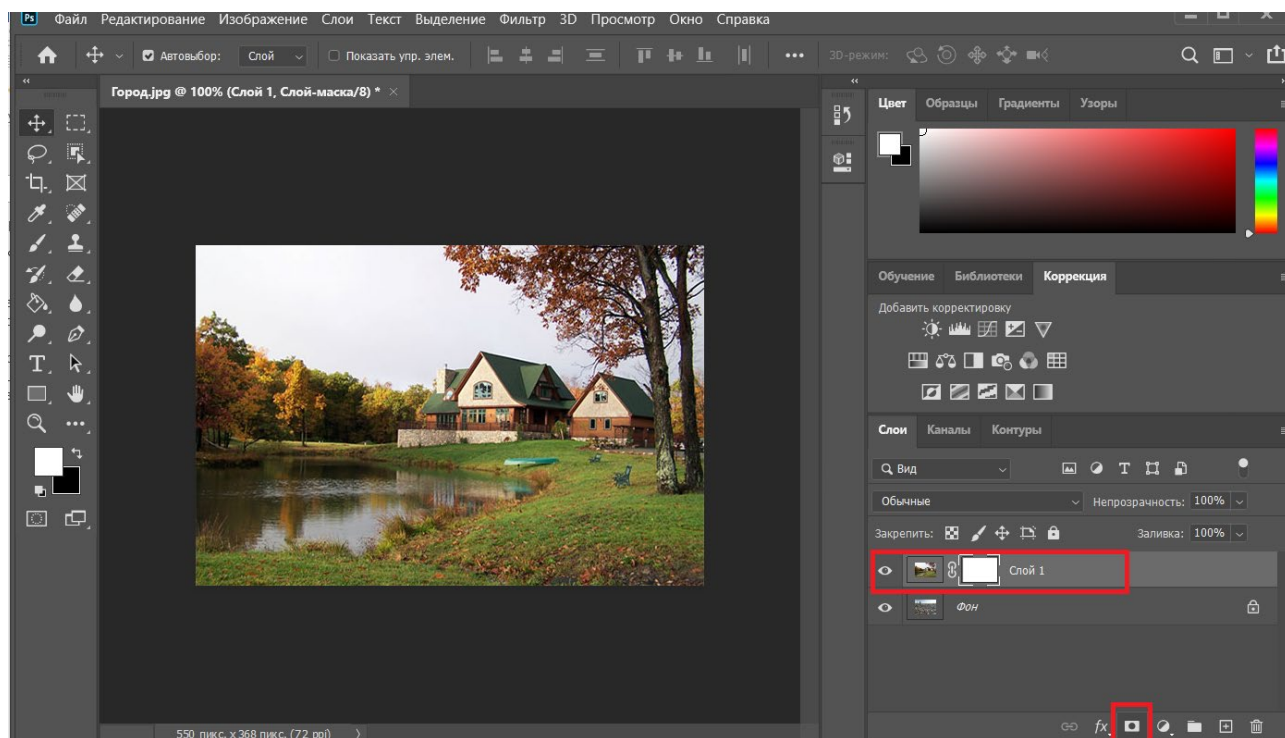 Ps Файл Редактирование Изображение Слои Текст Выделение Фильтр 3D Просмотр Окно Справка
Автовыбор: Слой Показать упр. элем. 3D-режим:
Город.jpg @ 100% (Слой 1, Слой-маска/8) * ×
Цвет Образцы Градиенты Узоры
Обучение Библиотеки Коррекция
Добавить корректировку
Слои Каналы Контуры
Вид
Обычные Непрозрачность: 100%
Закрепить: Заливка: 100%
Слой 1
Фон
fx
550 пикс. x 368 пикс. (72 ppi)